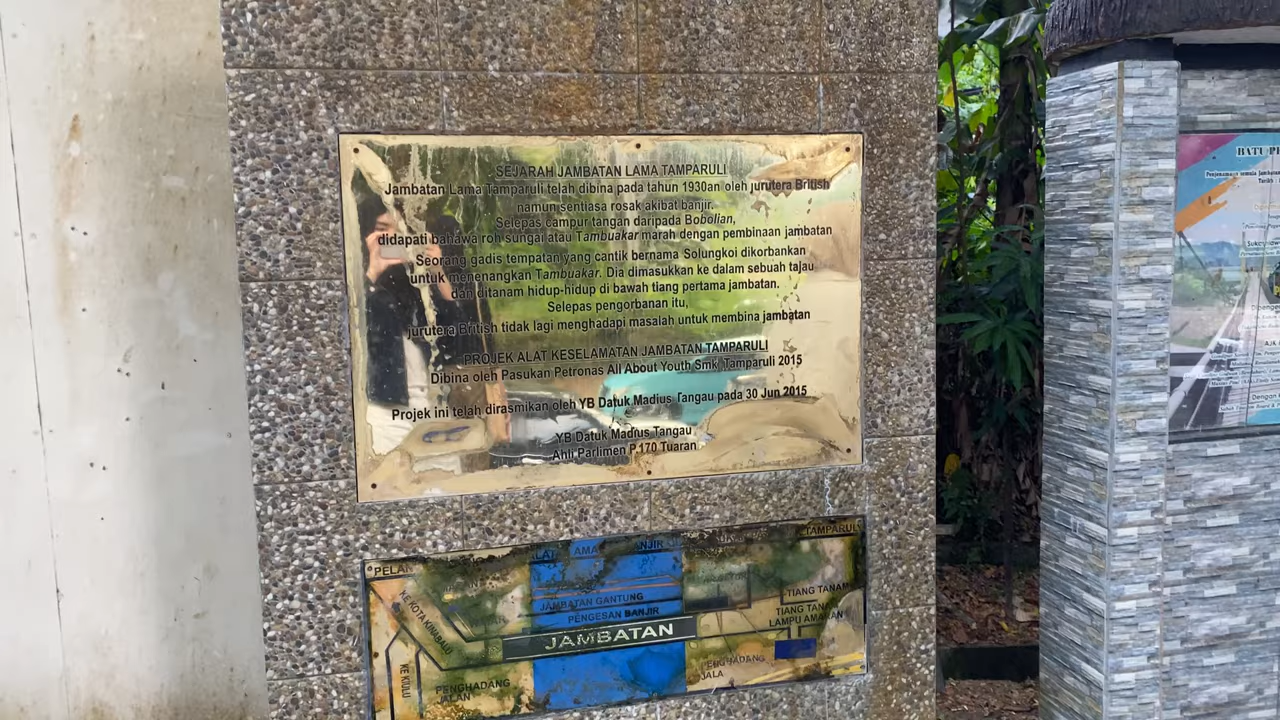 SEJARAH JAMBATAN LAMA TAMPARULI
Jambatan Lama Tamparuli telah dibina pada tahun 1930an oleh jurutera British
namun sentiasa rosak akibat banjir.
Selepas campur tangan daripada Bobolian,
didapati bahawa roh sungai atau Tambuakar marah dengan pembinaan jambatan
Seorang gadis tempatan yang cantik bernama Solungkoi dikorbankan
untuk menenangkan Tambuakar. Dia dimasukkan ke dalam sebuah tajau
dan ditanam hidup-hidup di bawah tiang pertama jambatan.
Selepas pengorbanan itu,
jurutera British tidak lagi menghadapi masalah untuk membina jambatan
PROJEK ALAT KESELAMATAN JAMBATAN TAMPARULI
Dibina oleh Pasukan Petronas All About Youth Smk Tamparuli 2015
Projek ini telah dirasmikan oleh YB Datuk Madius Tangau pada 30 Jun 2015
YB Datuk Madius Tangau
Ahli Parlimen P.170 Tuaran
PELAN
TAMPARULI
KE KOTA KINABALU
JAMBATAN GANTUNG
PENGESAN BANJIR
JAMBATAN
TIANG TANAM
TIANG
LAMPU AMARAN
KE KIULU
PENGHADANG
JALAN
PENGHADANG
JALA
BATU